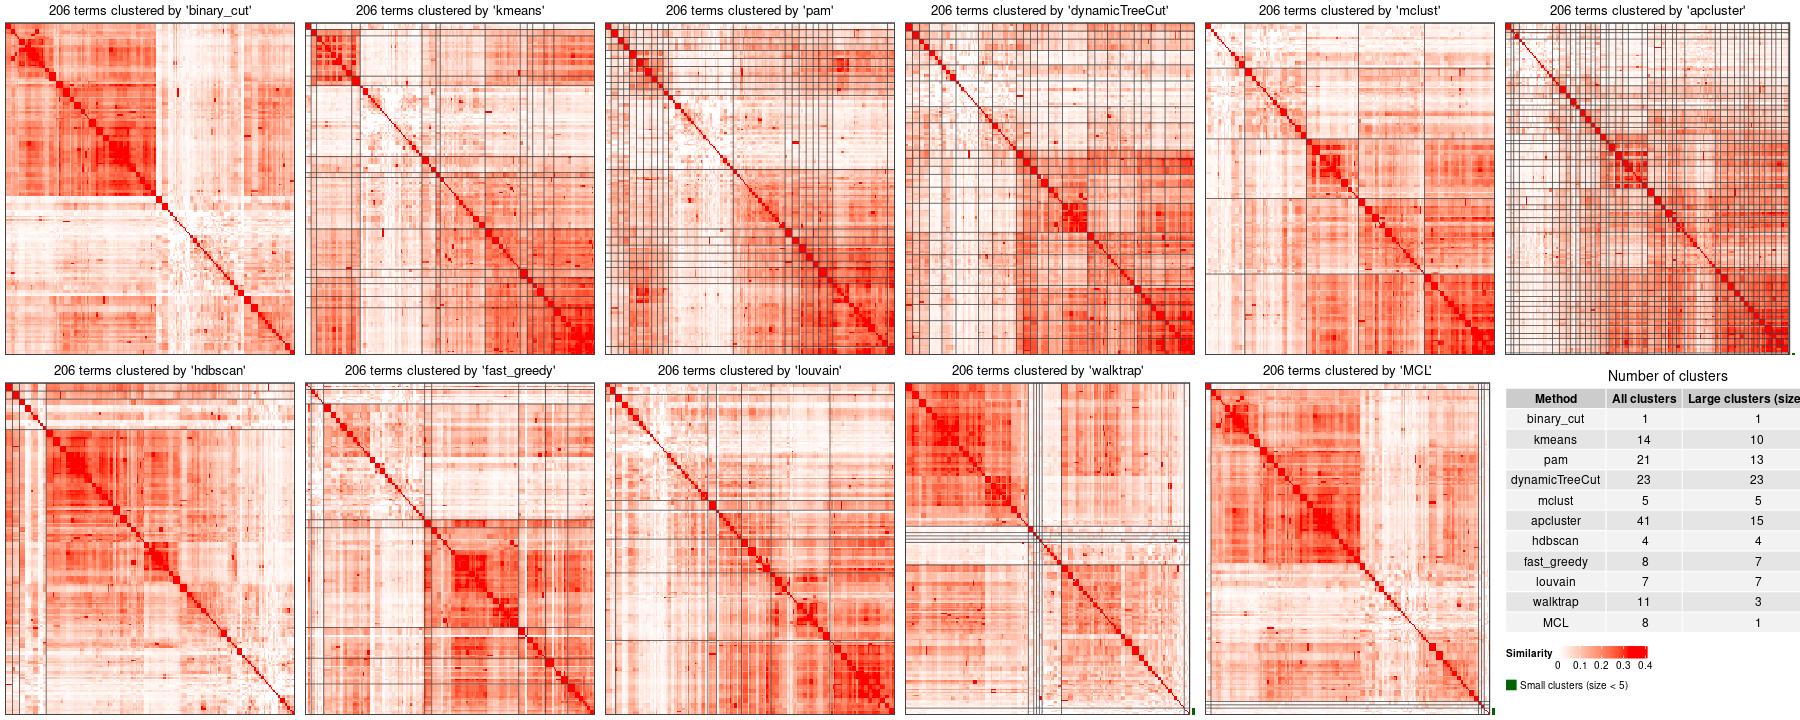 206 terms clustered by 'binary_cut'
206 terms clustered by 'kmeans'
206 terms clustered by 'pam'
206 terms clustered by 'dynamicTreeCut'
206 terms clustered by 'mclust'
206 terms clustered by 'apcluster'
206 terms clustered by 'hdbscan'
206 terms clustered by 'fast_greedy'
206 terms clustered by 'louvain'
206 terms clustered by 'walktrap'
206 terms clustered by 'MCL'
Number of clusters
Method All clusters Large clusters (size
binary_cut 1 1
kmeans 14 10
pam 21 13
dynamicTreeCut 23 23
mclust 5 5
apcluster 41 15
hdbscan 4 4
fast_greedy 8 7
louvain 7 7
walktrap 11 3
MCL 8 1
Similarity
0 0.1 0.2 0.3 0.4
Small clusters (size < 5)